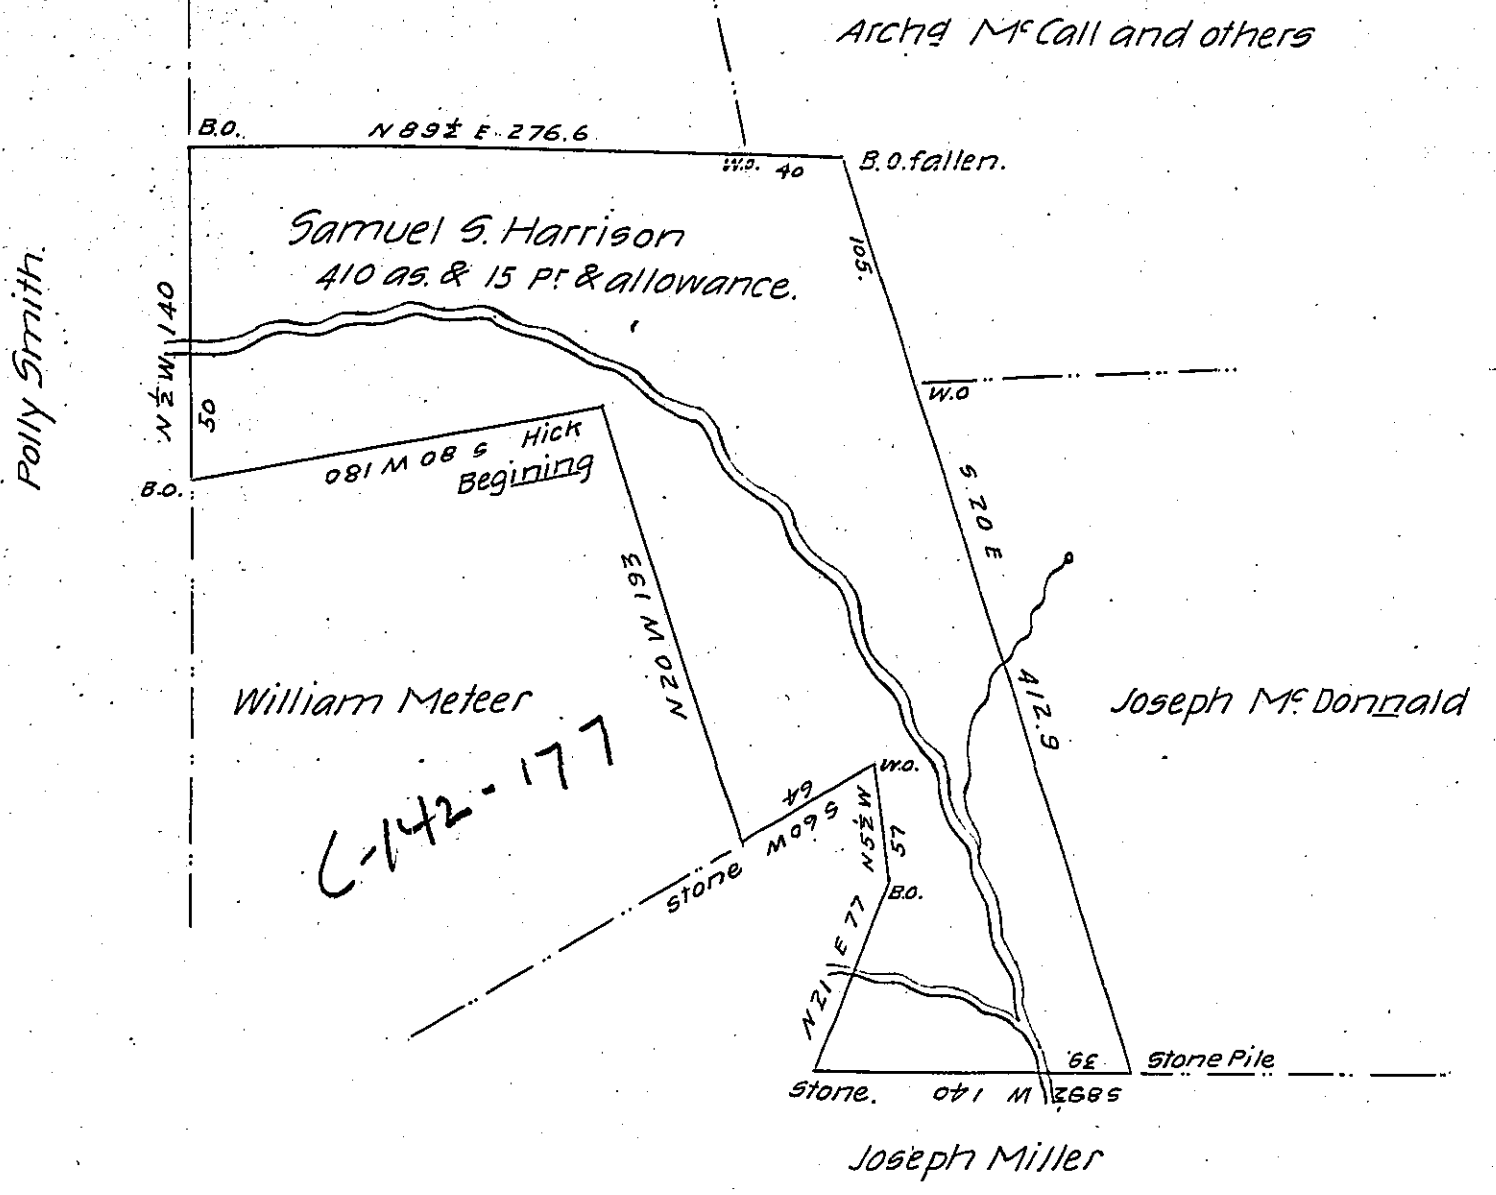 Archd McCall and others
B.O. N 89½ E 276.6
W.O. 40 B.O. fallen.
Samuel S. Harrison
410 as. & 15 Pr. & allowance.
105.
Polly Smith.
N ½ W 140
50
W.O
Hick
Begining
S 80 W 180
B.O.
S 20 E
N 20 W 193
412.9
William Meteer
Joseph Mc. Donnald
C-142-177
W.O.
64
S 60 W
N 5½ W
57
Stone
B.O.
N 21 E 77
39.
Stone Pile
Stone.
S 89½ W 140
Joseph Miller